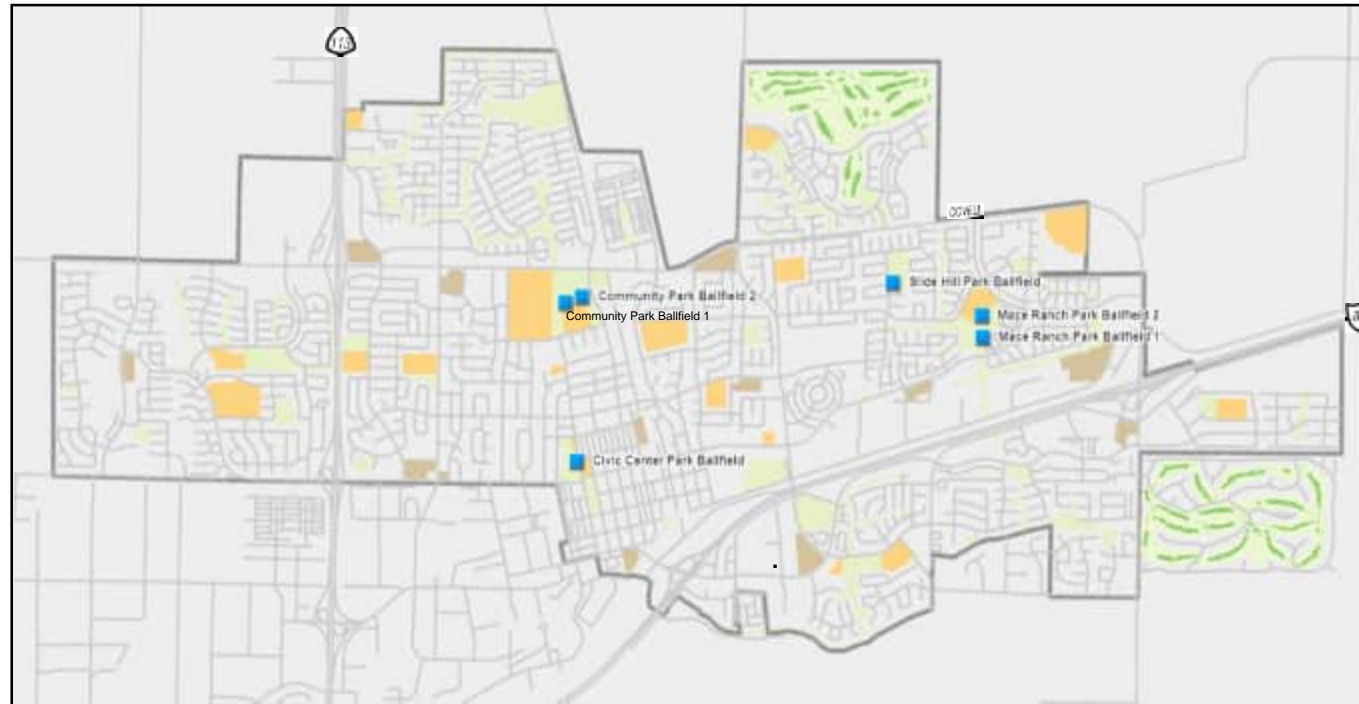 113
COVELL
Slide Hill Park Ballfield
Community Park Ballfield 2
Community Park Ballfield 1
Mace Ranch Park Ballfield 2
Mace Ranch Park Ballfield 1
Civic Center Park Ballfield